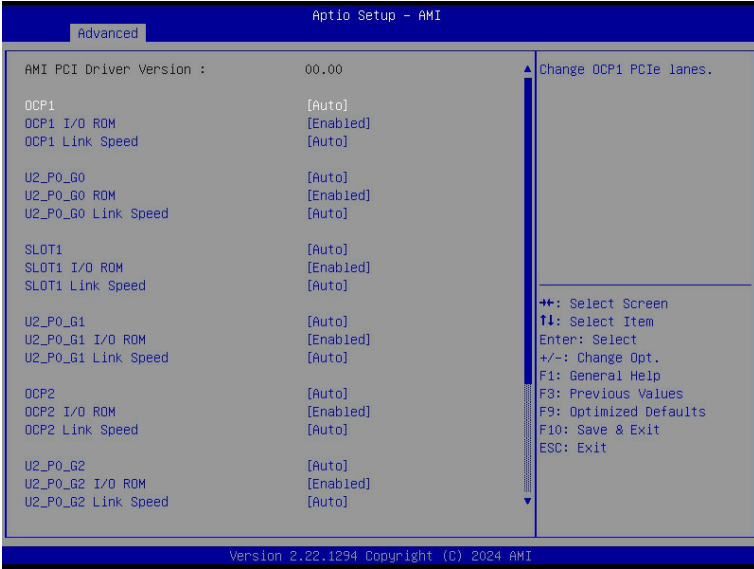 Aptio Setup – AMI
Advanced
AMI PCI Driver Version : 00.00
OCP1 [Auto]
OCP1 I/O ROM [Enabled]
OCP1 Link Speed [Auto]
U2_P0_G0 [Auto]
U2_P0_G0 ROM [Enabled]
U2_P0_G0 Link Speed [Auto]
SLOT1 [Auto]
SLOT1 I/O ROM [Enabled]
SLOT1 Link Speed [Auto]
U2_P0_G1 [Auto]
U2_P0_G1 I/O ROM [Enabled]
U2_P0_G1 Link Speed [Auto]
OCP2 [Auto]
OCP2 I/O ROM [Enabled]
OCP2 Link Speed [Auto]
U2_P0_G2 [Auto]
U2_P0_G2 I/O ROM [Enabled]
U2_P0_G2 Link Speed [Auto]
Change OCP1 PCIe lanes.
→←: Select Screen
↑↓: Select Item
Enter: Select
+/-: Change Opt.
F1: General Help
F3: Previous Values
F9: Optimized Defaults
F10: Save & Exit
ESC: Exit
Version 2.22.1294 Copyright (C) 2024 AMI